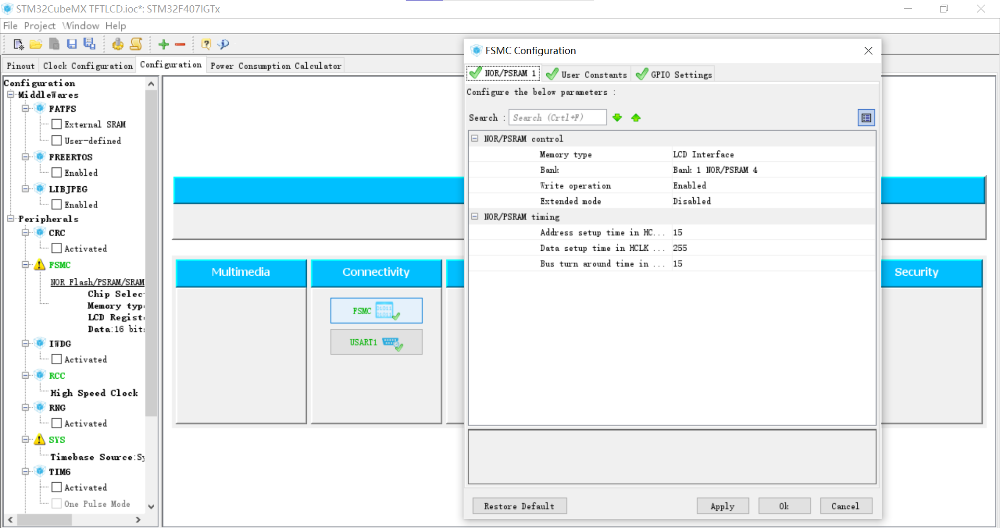 STM32CubeMX TFTLCD.ioc*: STM32F407IGTx
File Project Window Help
Pinout Clock Configuration Configuration Power Consumption Calculator
Configuration
MiddleWares
FATFS
External SRAM
User-defined
FREERTOS
Enabled
LIBJPEG
Enabled
Peripherals
CRC
Activated
FSMC
NOR Flash/PSRAM/SRAM
Chip Selec
Memory typ
LCD Regist
Data:16 bit
IWDG
Activated
RCC
High Speed Clock
RNG
Activated
SYS
Timebase Source:Sy
TIM6
Activated
One Pulse Mode
Multimedia
Connectivity
FSMC
USART1
Security
FSMC Configuration
NOR/PSRAM 1 User Constants GPIO Settings
Configure the below parameters :
Search : Search (Crtl+F)
NOR/PSRAM control
Memory type LCD Interface
Bank Bank 1 NOR/PSRAM 4
Write operation Enabled
Extended mode Disabled
NOR/PSRAM timing
Address setup time in HC... 15
Data setup time in HCLK ... 255
Bus turn around time in ... 15
Restore Default Apply Ok Cancel